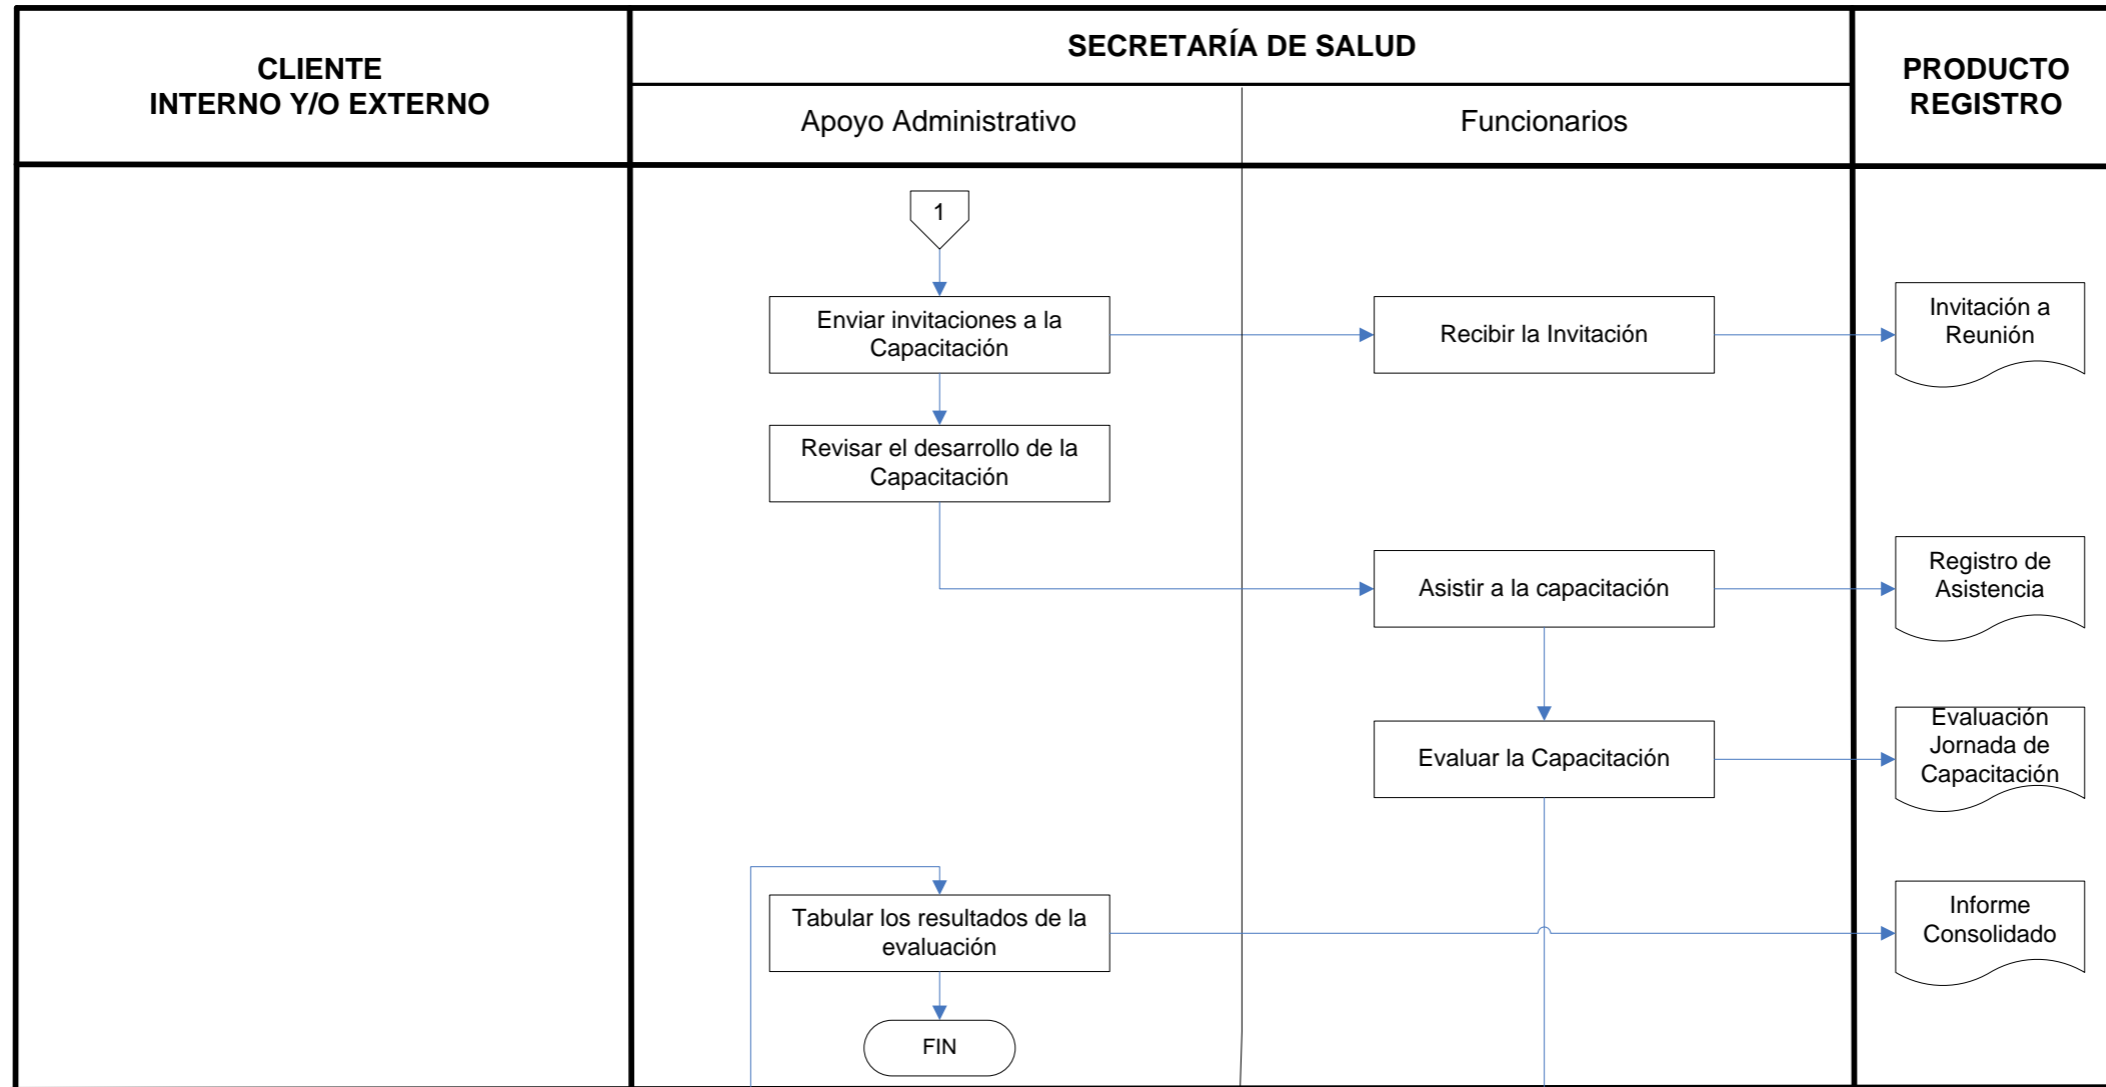 CLIENTE
INTERNO Y/O EXTERNO
SECRETARÍA DE SALUD
PRODUCTO
REGISTRO
Apoyo Administrativo
Funcionarios
1
Enviar invitaciones a la
Capacitación
Recibir la Invitación
Invitación a
Reunión
Revisar el desarrollo de la
Capacitación
Asistir a la capacitación
Registro de
Asistencia
Evaluar la Capacitación
Evaluación
Jornada de
Capacitación
Tabular los resultados de la
evaluación
Informe
Consolidado
FIN